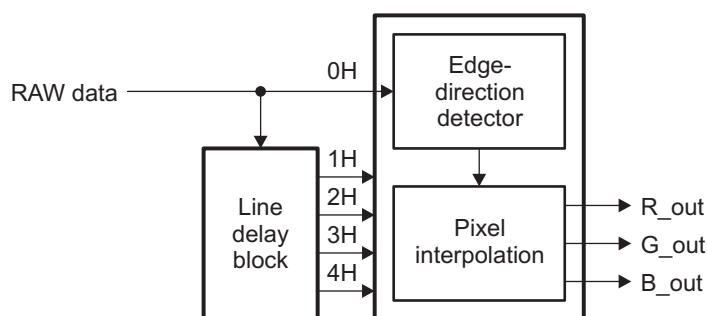 RAW data
0H
Edge-
direction
detector
Line
delay
block
1H
2H
3H
4H
Pixel
interpolation
R_out
G_out
B_out